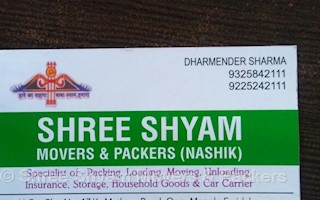 DHARMENDER SHARMA
9325842111
9225242111
SHREE SHYAM
MOVERS & PACKERS (NASHIK)
Specialist of - Packing, Loading, Moving, Unloading,
Insurance, Storage, Household Goods & Car Carrier